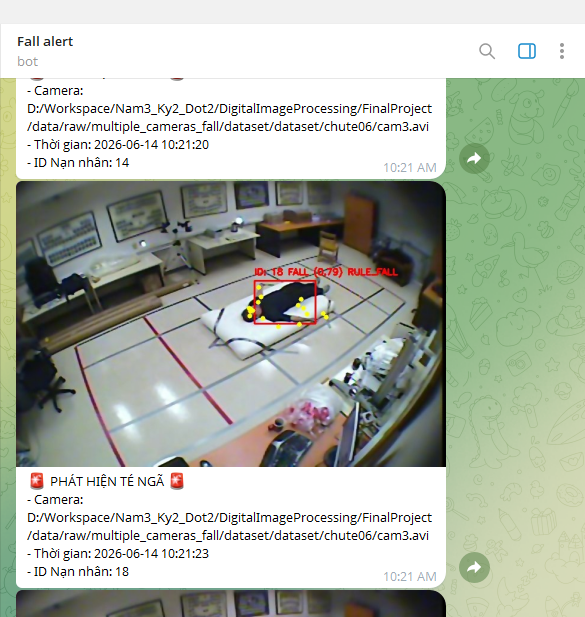 Fall alert
bot
- Camera:
D:/Workspace/Nam3_Ky2_Dot2/DigitalImageProcessing/FinalProject
/data/raw/multiple_cameras_fall/dataset/dataset/chute06/cam3.avi
- Thời gian: 2026-06-14 10:21:20
- ID Nạn nhân: 14
10:21 AM
ID: 18 FALL (0,79) RULE_FALL
🚨 PHÁT HIỆN TÉ NGÃ 🚨
- Camera:
D:/Workspace/Nam3_Ky2_Dot2/DigitalImageProcessing/FinalProject
/data/raw/multiple_cameras_fall/dataset/dataset/chute06/cam3.avi
- Thời gian: 2026-06-14 10:21:23
- ID Nạn nhân: 18
10:21 AM